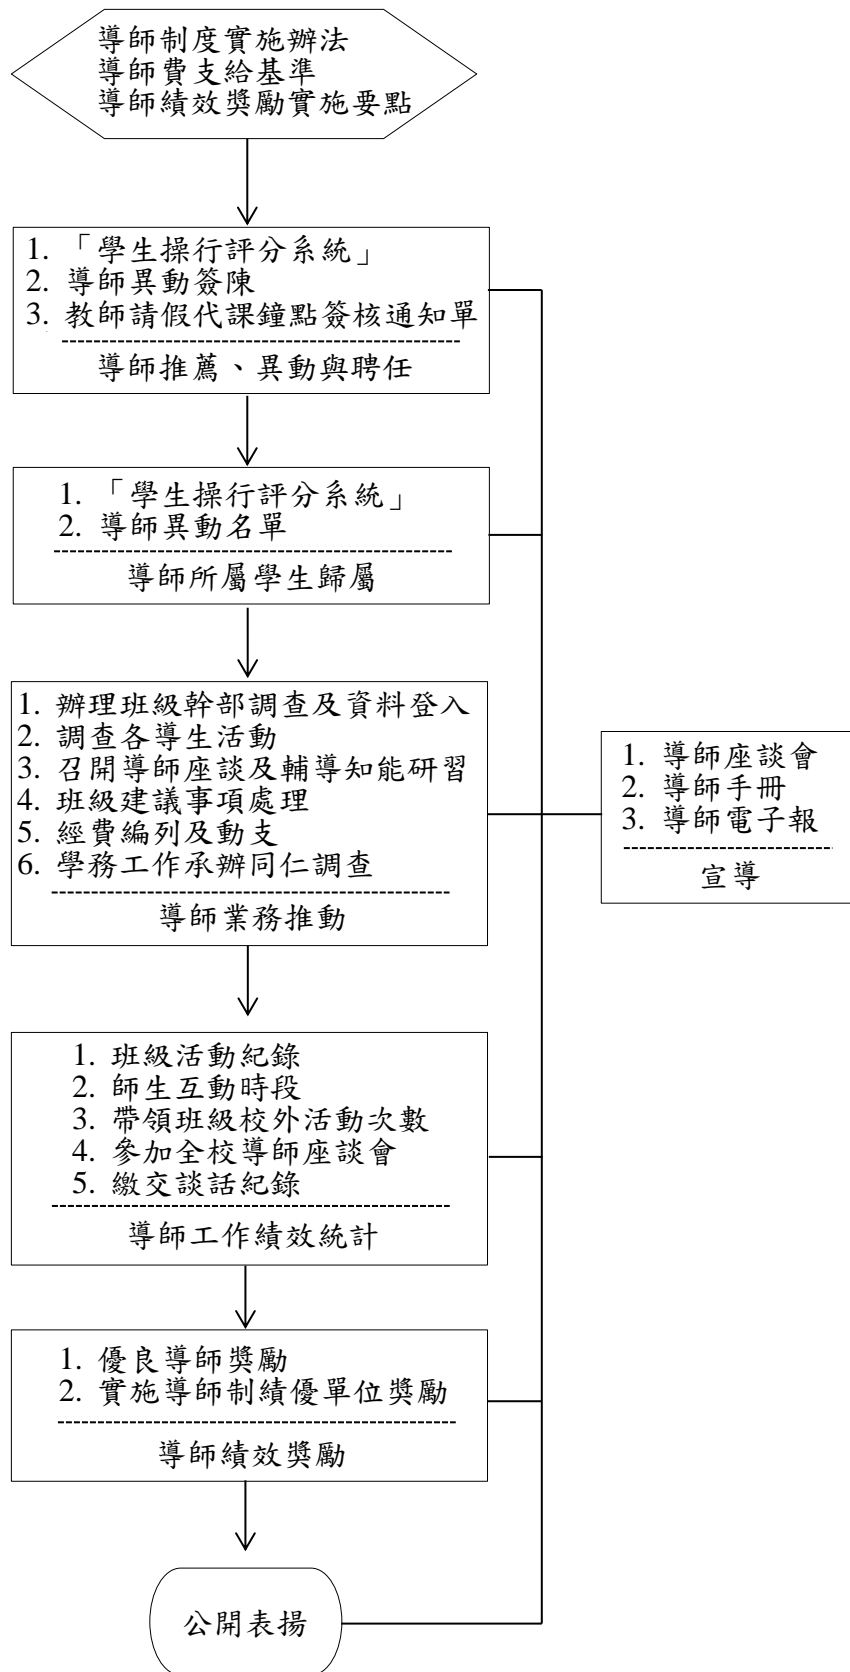 導師制度實施辦法
導師費支給基準
導師績效獎勵實施要點
1. 「學生操行評分系統」
2. 導師異動簽陳
3. 教師請假代課鐘點簽核通知單
導師推薦、異動與聘任
1. 「學生操行評分系統」
2. 導師異動名單
導師所屬學生歸屬
1. 辦理班級幹部調查及資料登入
2. 調查各導生活動
3. 召開導師座談及輔導知能研習
4. 班級建議事項處理
5. 經費編列及動支
6. 學務工作承辦同仁調查
導師業務推動
1. 導師座談會
2. 導師手冊
3. 導師電子報
宣導
1. 班級活動紀錄
2. 師生互動時段
3. 帶領班級校外活動次數
4. 參加全校導師座談會
5. 繳交談話紀錄
導師工作績效統計
1. 優良導師獎勵
2. 實施導師制績優單位獎勵
導師績效獎勵
公開表揚